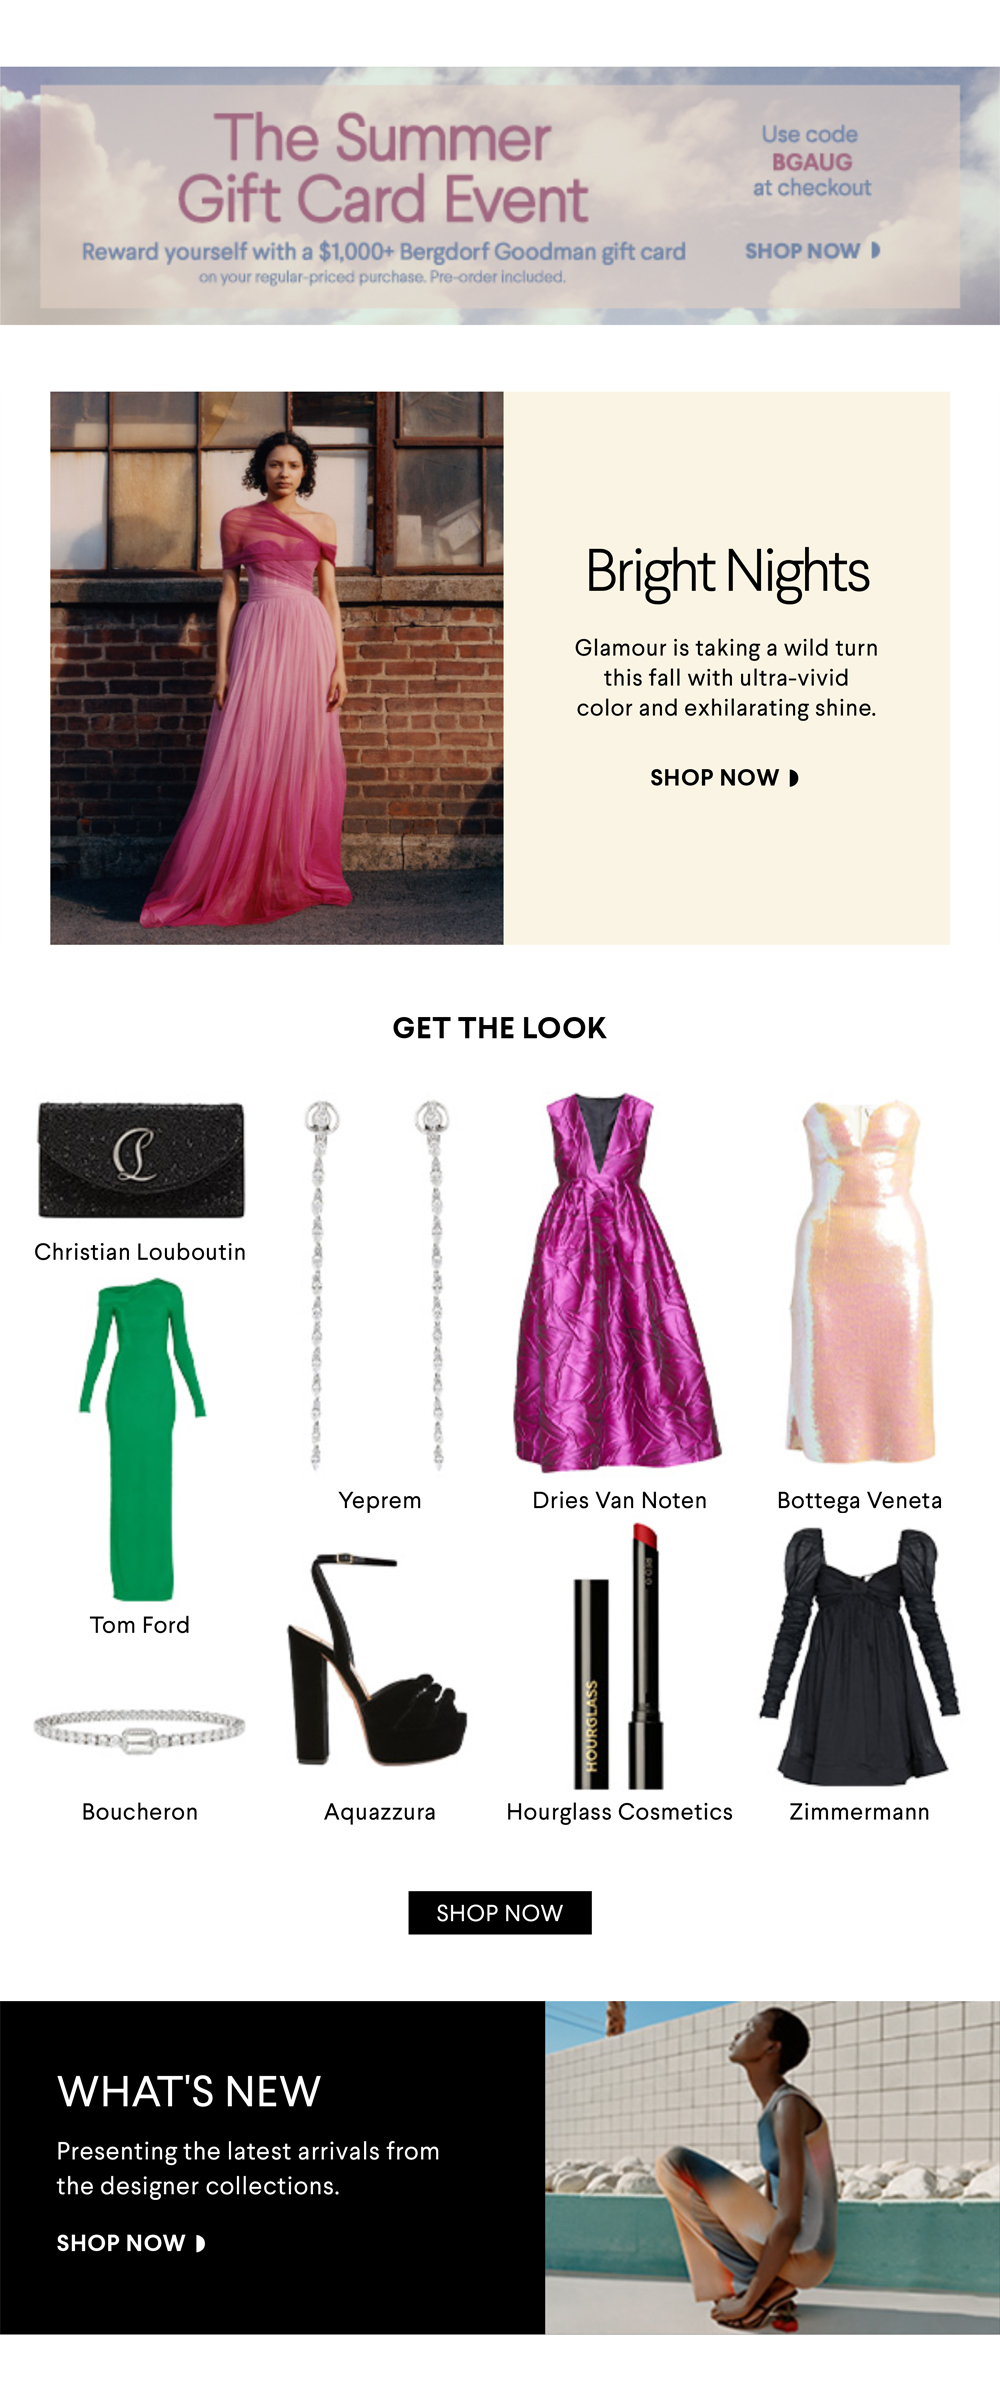 The Summer
Gift Card Event
Reward yourself with a $1,000+ Bergdorf Goodman gift card
on your regular-priced purchase. Pre-order included.
Use code
BGAUG
at checkout
SHOP NOW
Bright Nights
Glamour is taking a wild turn
this fall with ultra-vivid
color and exhilarating shine.
SHOP NOW
GET THE LOOK
CL
Christian Louboutin
Tom Ford
Boucheron
Yeprem
Aquazzura
Dries Van Noten
HOURGLASS
Hourglass Cosmetics
Bottega Veneta
Zimmermann
SHOP NOW
WHAT'S NEW
Presenting the latest arrivals from
the designer collections.
SHOP NOW